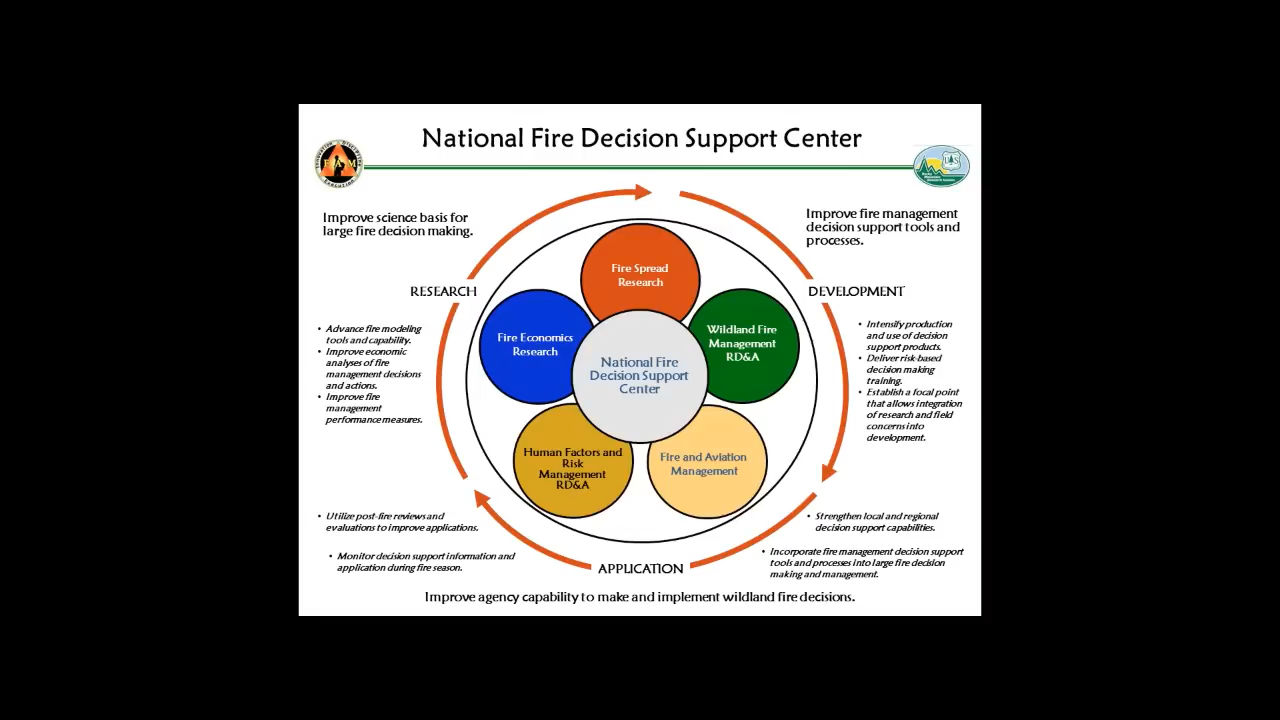 National Fire Decision Support Center
FAM
US
Improve science basis for
large fire decision making.
Improve fire management
decision support tools and
processes.
RESEARCH
DEVELOPMENT
Fire Spread
Research
Fire Economics
Research
Wildland Fire
Management
RD&A
National Fire
Decision Support
Center
Human Factors and
Risk
Management
RD&A
Fire and Aviation
Management
• Advance fire modeling
tools and capability.
• Improve economic
analyses of fire
management decisions
and actions.
• Improve fire
management
performance measures.
• Intensify production
and use of decision
support products.
• Deliver risk-based
decision making
training.
• Establish a focal point
that allows integration
of research and field
concerns into
development.
• Utilize post-fire reviews and
evaluations to improve applications.
• Monitor decision support information and
application during fire season.
• Strengthen local and regional
decision support capabilities.
• Incorporate fire management decision support
tools and processes into large fire decision
making and management.
APPLICATION
Improve agency capability to make and implement wildland fire decisions.